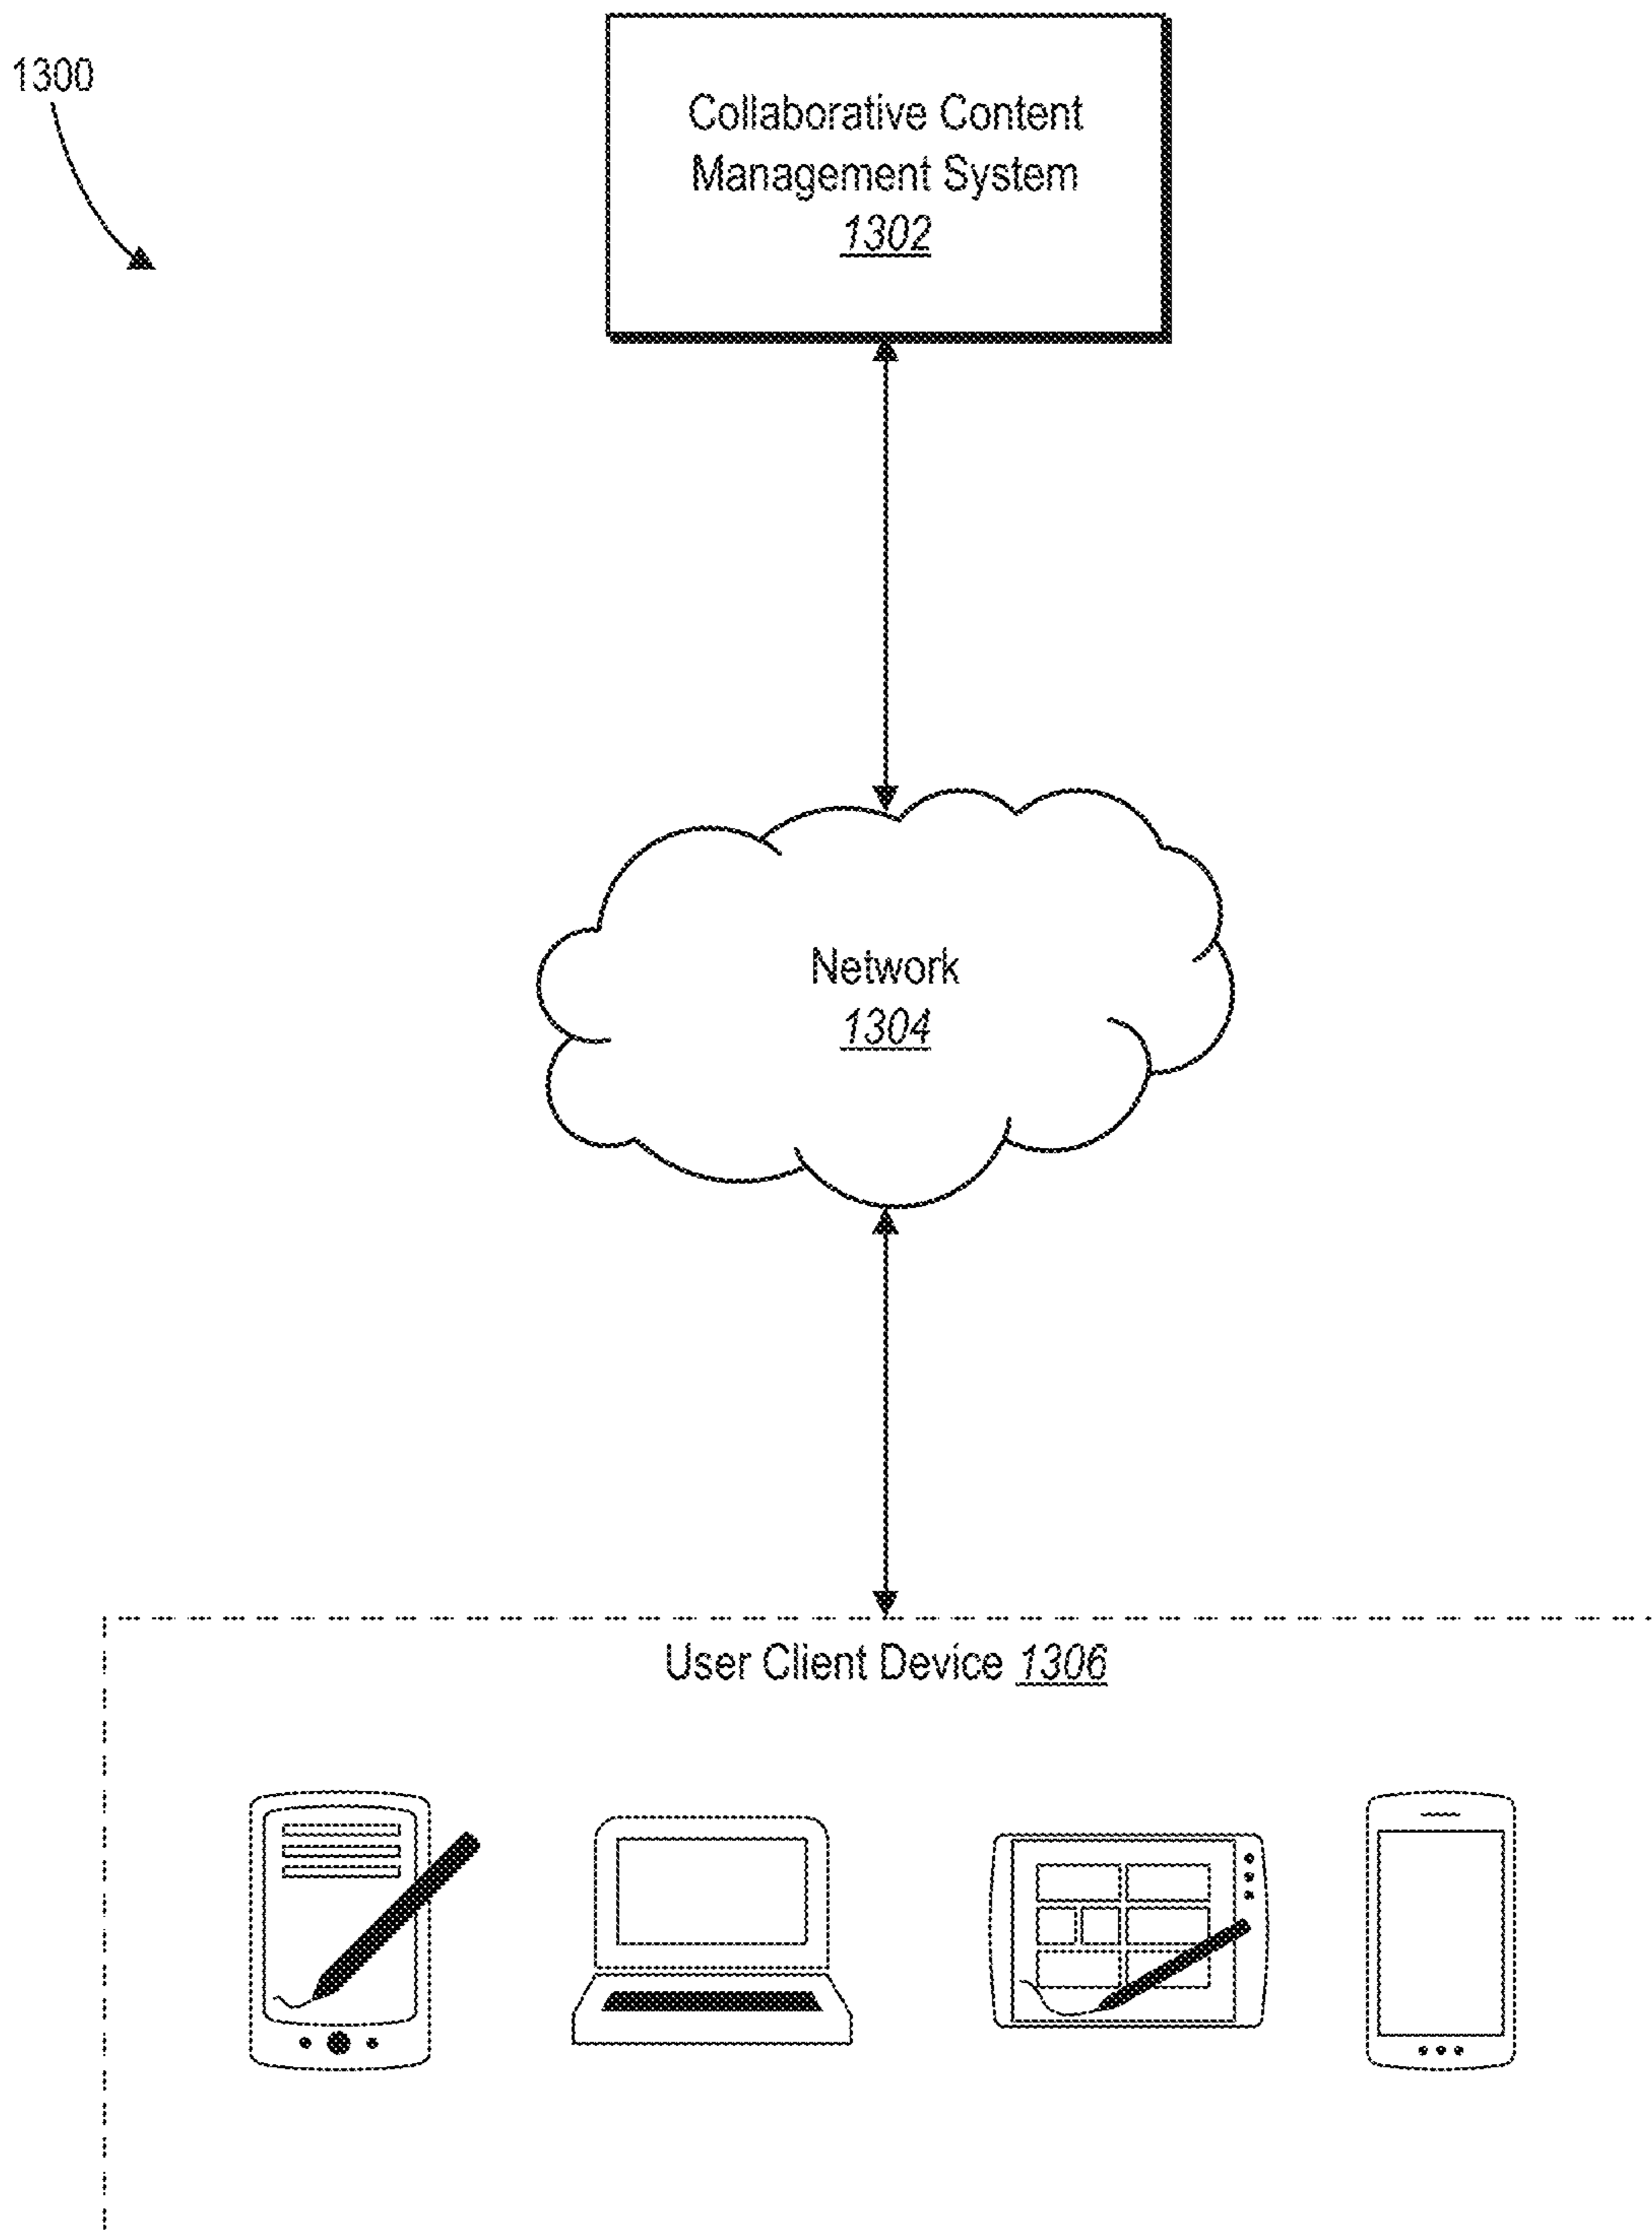 1300
Collaborative Content
Management System
1302
Network
1304
User Client Device 1306